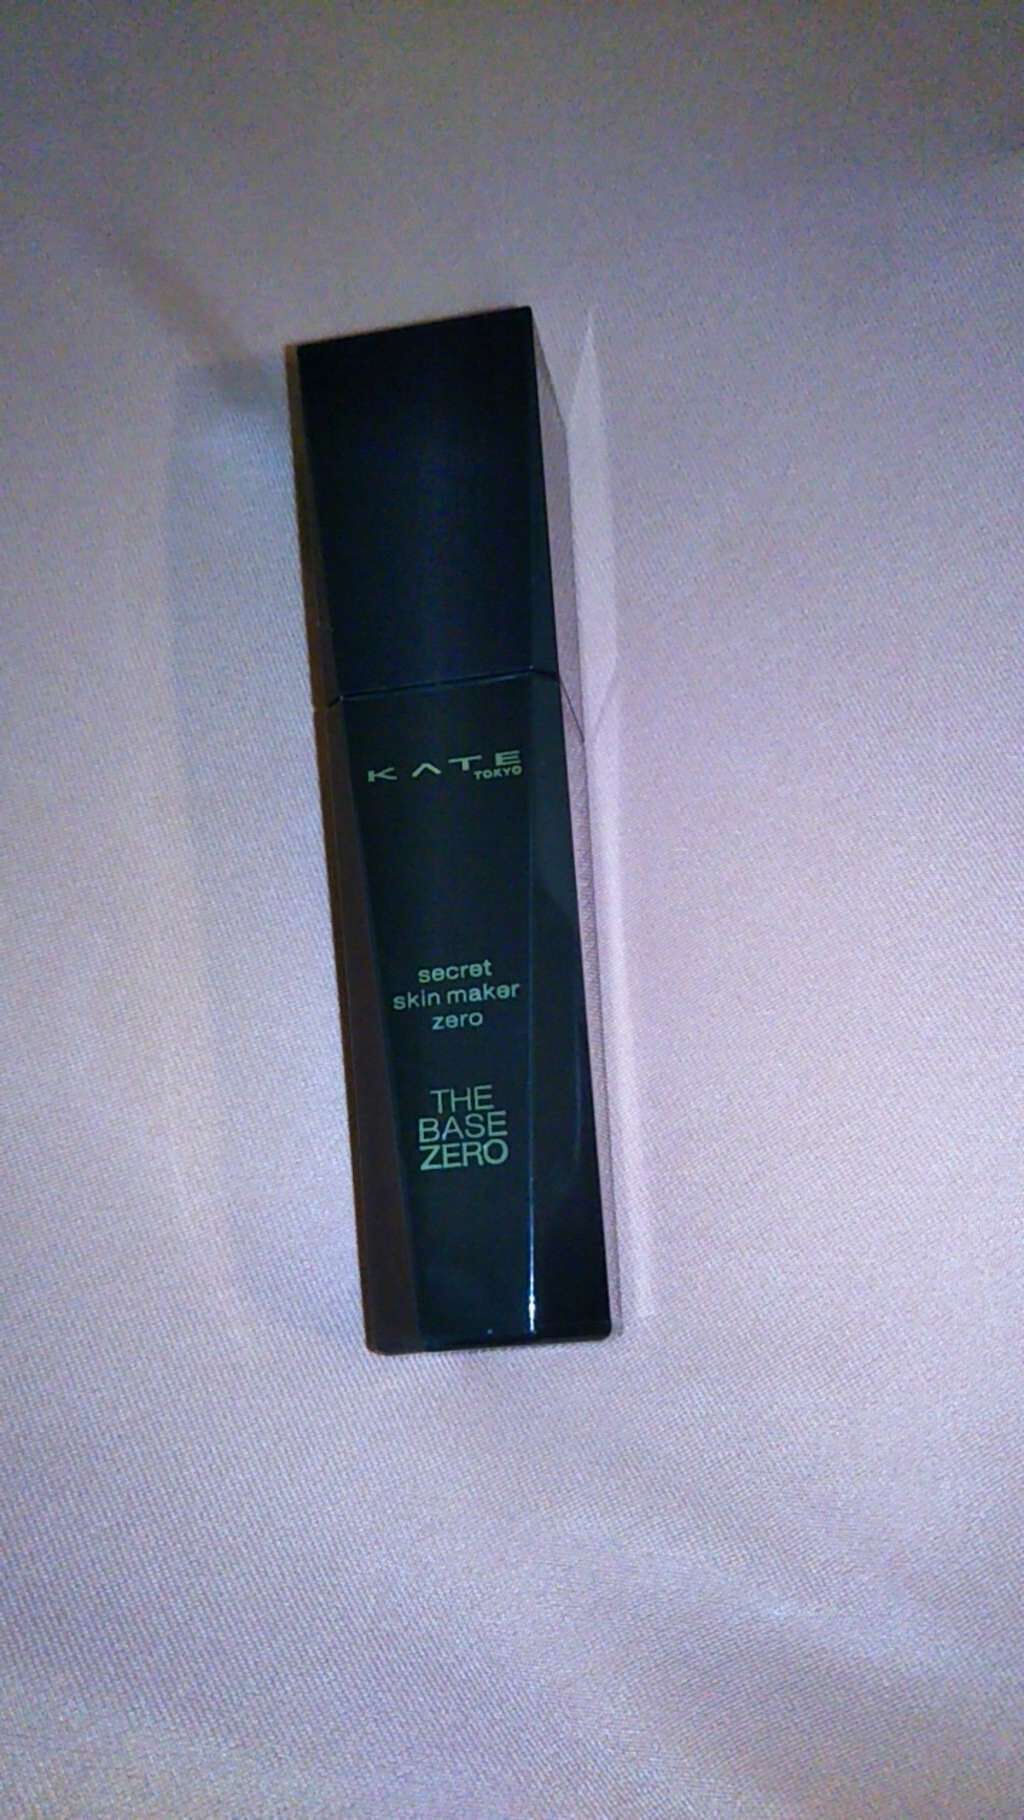 KATE
TOKYO
secret
skin maker
zero
THE
BASE
ZERO